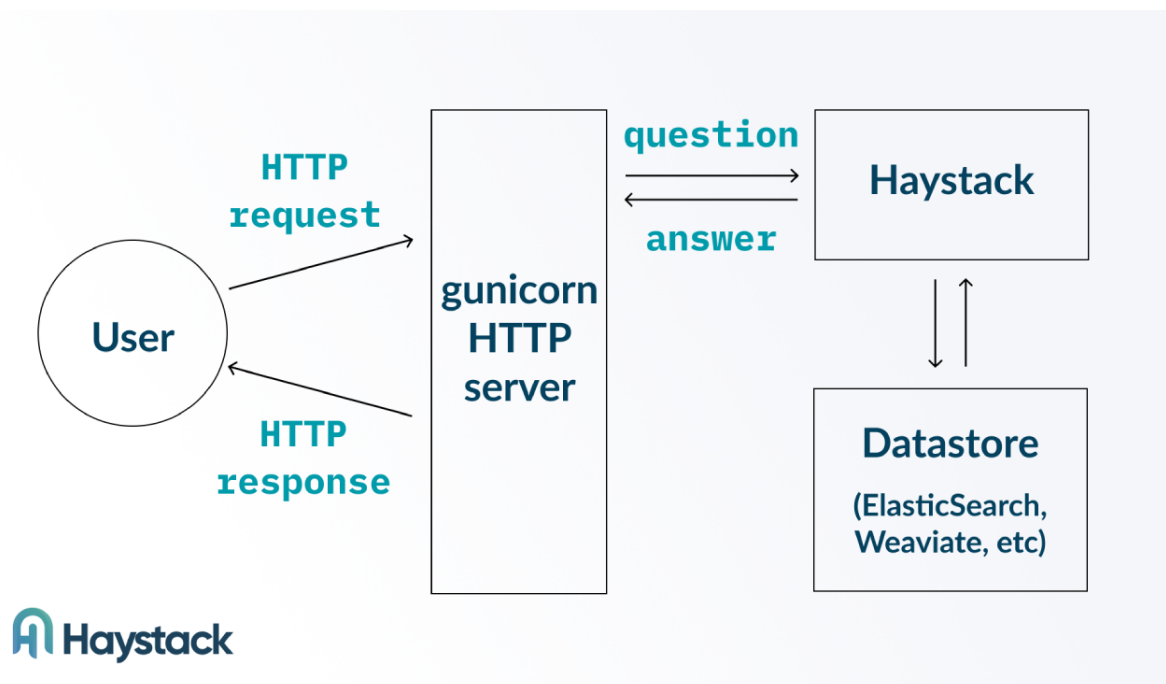 HTTP
request
User
HTTP
response
gunicorn
HTTP
server
question
answer
Haystack
Datastore
(ElasticSearch,
Weaviate, etc)
Haystack